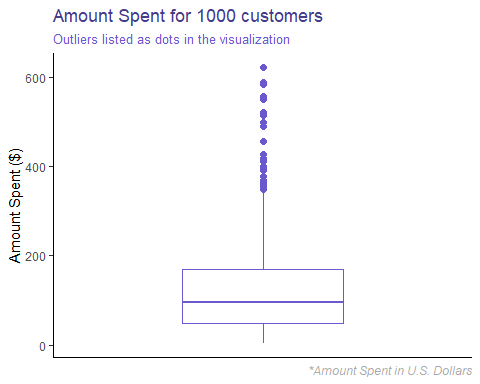 Amount Spent for 1000 customers
Outliers listed as dots in the visualization
600
400
200
0
Amount Spent ($)
*Amount Spent in U.S. Dollars